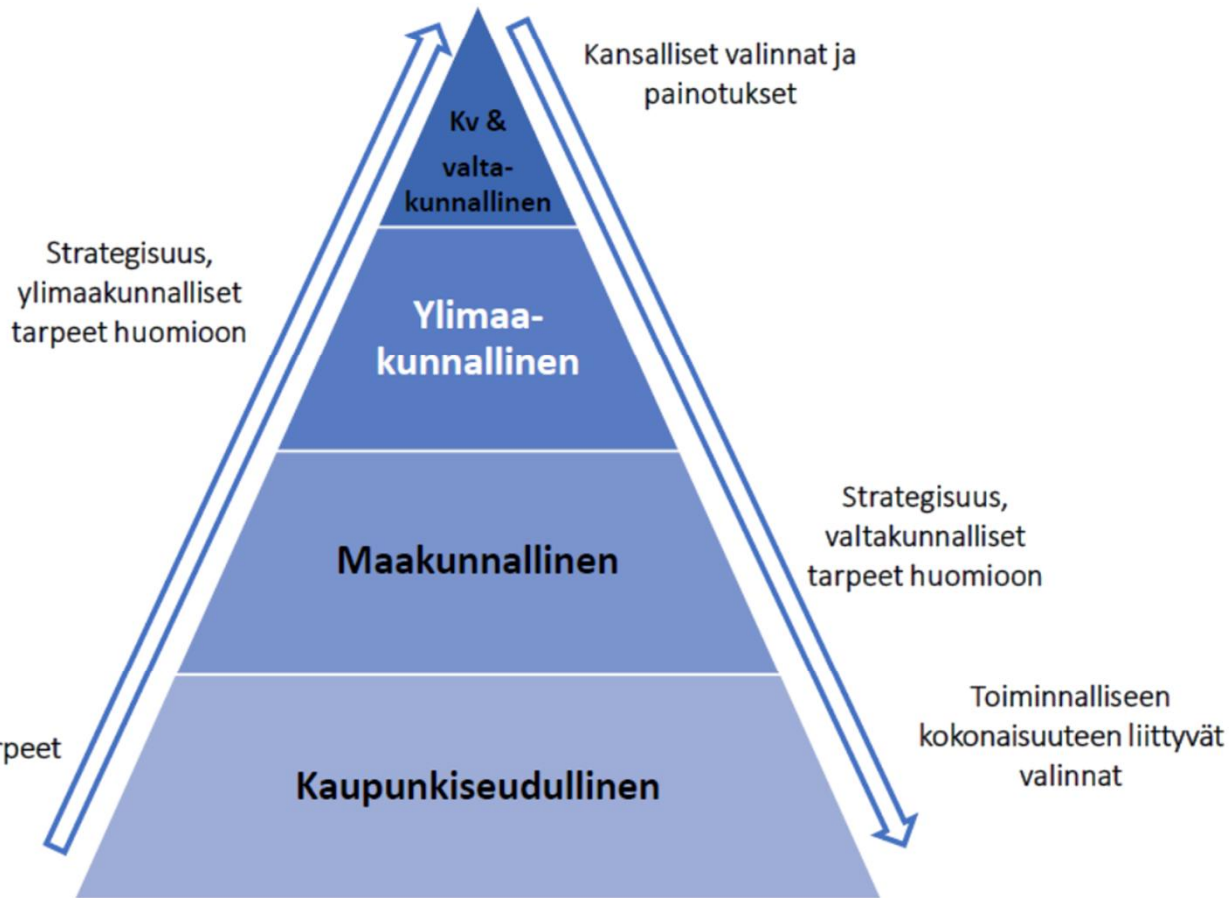 Kansalliset valinnat ja
painotukset
Kv &
valta-
kunnallinen
Strategisuus,
ylimaakunnalliset
tarpeet huomioon
Ylimaa-
kunnallinen
Strategisuus,
valtakunnalliset
tarpeet huomioon
Maakunnallinen
Toiminnalliseen
kokonaisuuteen liittyvät
valinnat
rpeet
Kaupunkiseudullinen